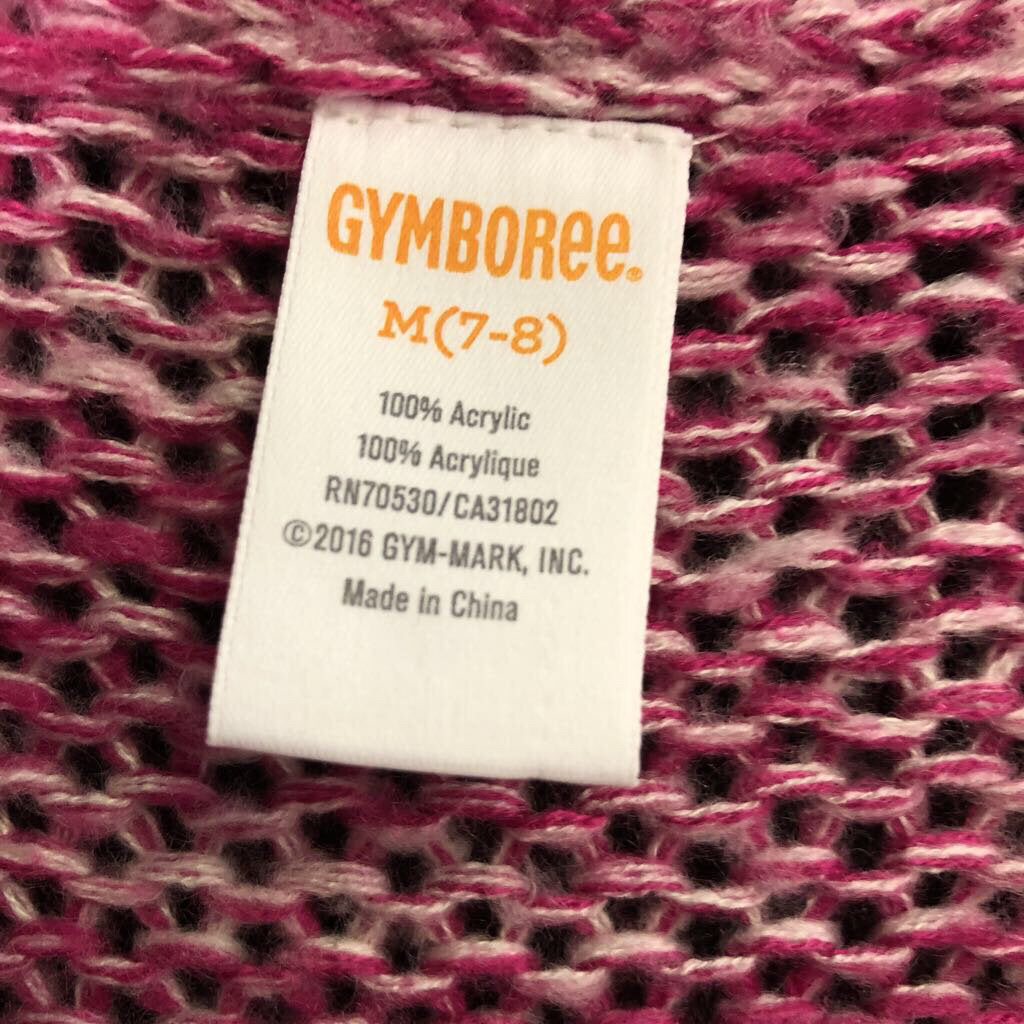 GYMBORee®
M(7-8)
100% Acrylic
100% Acrylique
RN70530/CA31802
©2016 GYM-MARK, INC.
Made in China